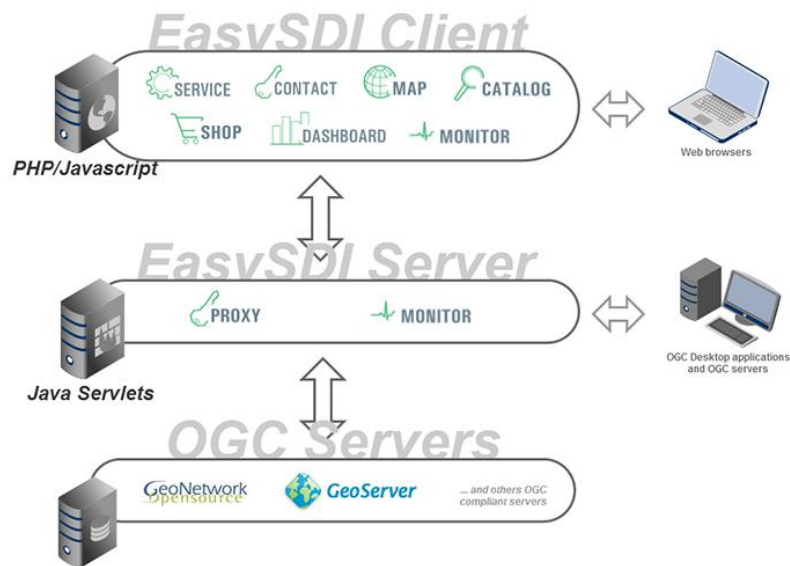 EasySDI Client
SERVICE CONTACT MAP CATALOG
SHOP DASHBOARD MONITOR
PHP/Javascript
Web browsers
EasySDI Server
PROXY MONITOR
Java Servlets
OGC Desktop applications
and OGC servers
OGC Servers
GeoNetwork
Opensource
GeoServer
... and others OGC
compliant servers